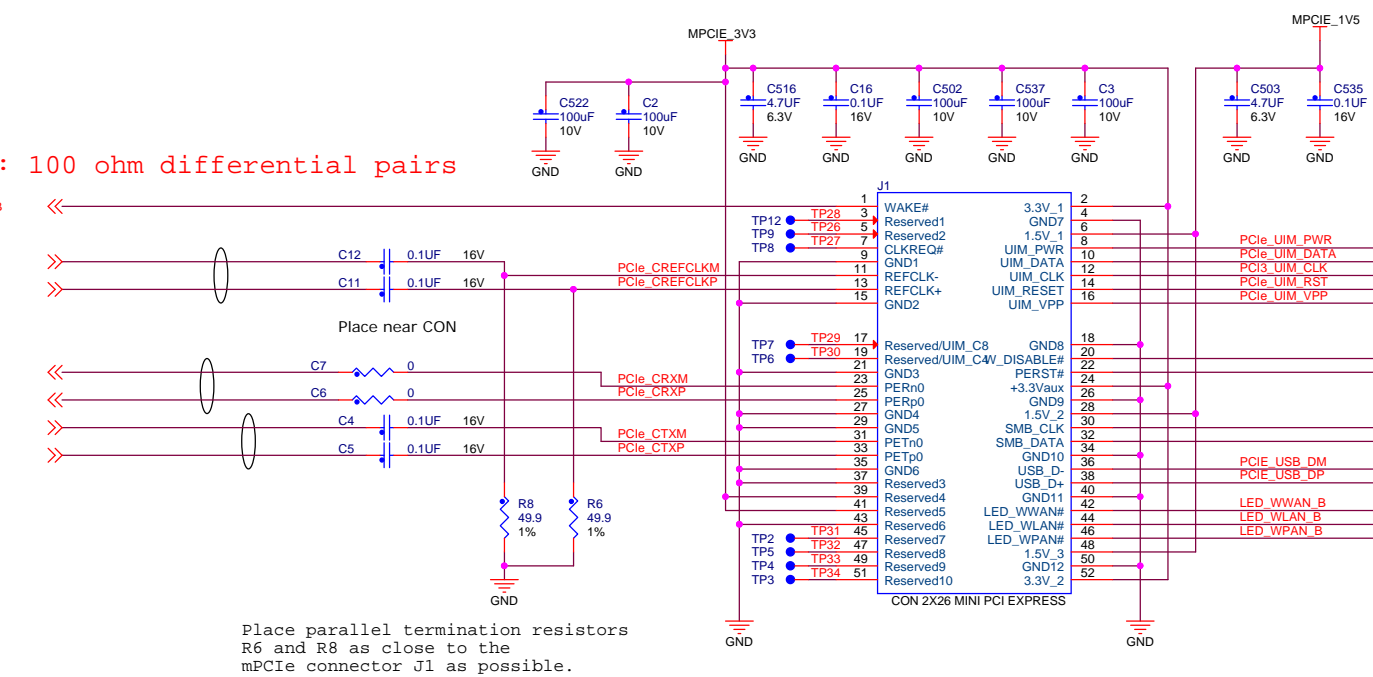 MPCIE_3V3
MPCIE_1V5
C522
100uF
10V
C2
100uF
10V
C516
4.7UF
6.3V
C16
0.1UF
16V
C502
100uF
10V
C537
100uF
10V
C3
100uF
10V
C503
4.7UF
6.3V
C535
0.1UF
16V
GND
GND
GND
GND
GND
GND
GND
GND
GND
: 100 ohm differential pairs
J1
1 WAKE#
TP12 TP28 3 Reserved1
TP9 TP26 5 Reserved2
TP8 TP27 7 CLKREQ#
9 GND1
C12 0.1UF 16V PCIe_CREFCLKM 11 REFCLK-
C11 0.1UF 16V PCIe_CREFCLKP 13 REFCLK+
15 GND2
Place near CON
TP7 TP29 17 Reserved/UIM_C8
TP6 TP30 19 Reserved/UIM_C4
21 GND3
C7 0 PCIe_CRXM 23 PERn0
C6 0 PCIe_CRXP 25 PERp0
27 GND4
29 GND5
C4 0.1UF 16V PCIe_CTXM 31 PETn0
C5 0.1UF 16V PCIe_CTXP 33 PETp0
35 GND6
37 Reserved3
39 Reserved4
41 Reserved5
43 Reserved6
TP2 TP31 45 Reserved7
TP5 TP32 47 Reserved8
TP4 TP33 49 Reserved9
TP3 TP34 51 Reserved10
3.3V_1 2
GND7 4
1.5V_1 6
UIM_PWR 8 PCIe_UIM_PWR
UIM_DATA 10 PCIe_UIM_DATA
UIM_CLK 12 PCI3_UIM_CLK
UIM_RESET 14 PCIe_UIM_RST
UIM_VPP 16 PCIe_UIM_VPP
GND8 18
W_DISABLE# 20
PERST# 22
+3.3Vaux 24
GND9 26
1.5V_2 28
SMB_CLK 30
SMB_DATA 32
GND10 34
USB_D- 36 PCIE_USB_DM
USB_D+ 38 PCIE_USB_DP
GND11 40
LED_WWAN# 42 LED_WWAN_B
LED_WLAN# 44 LED_WLAN_B
LED_WPAN# 46 LED_WPAN_B
1.5V_3 48
GND12 50
3.3V_2 52
CON 2X26 MINI PCI EXPRESS
R8
49.9
1%
R6
49.9
1%
GND
GND
GND
Place parallel termination resistors
R6 and R8 as close to the
mPCIe connector J1 as possible.